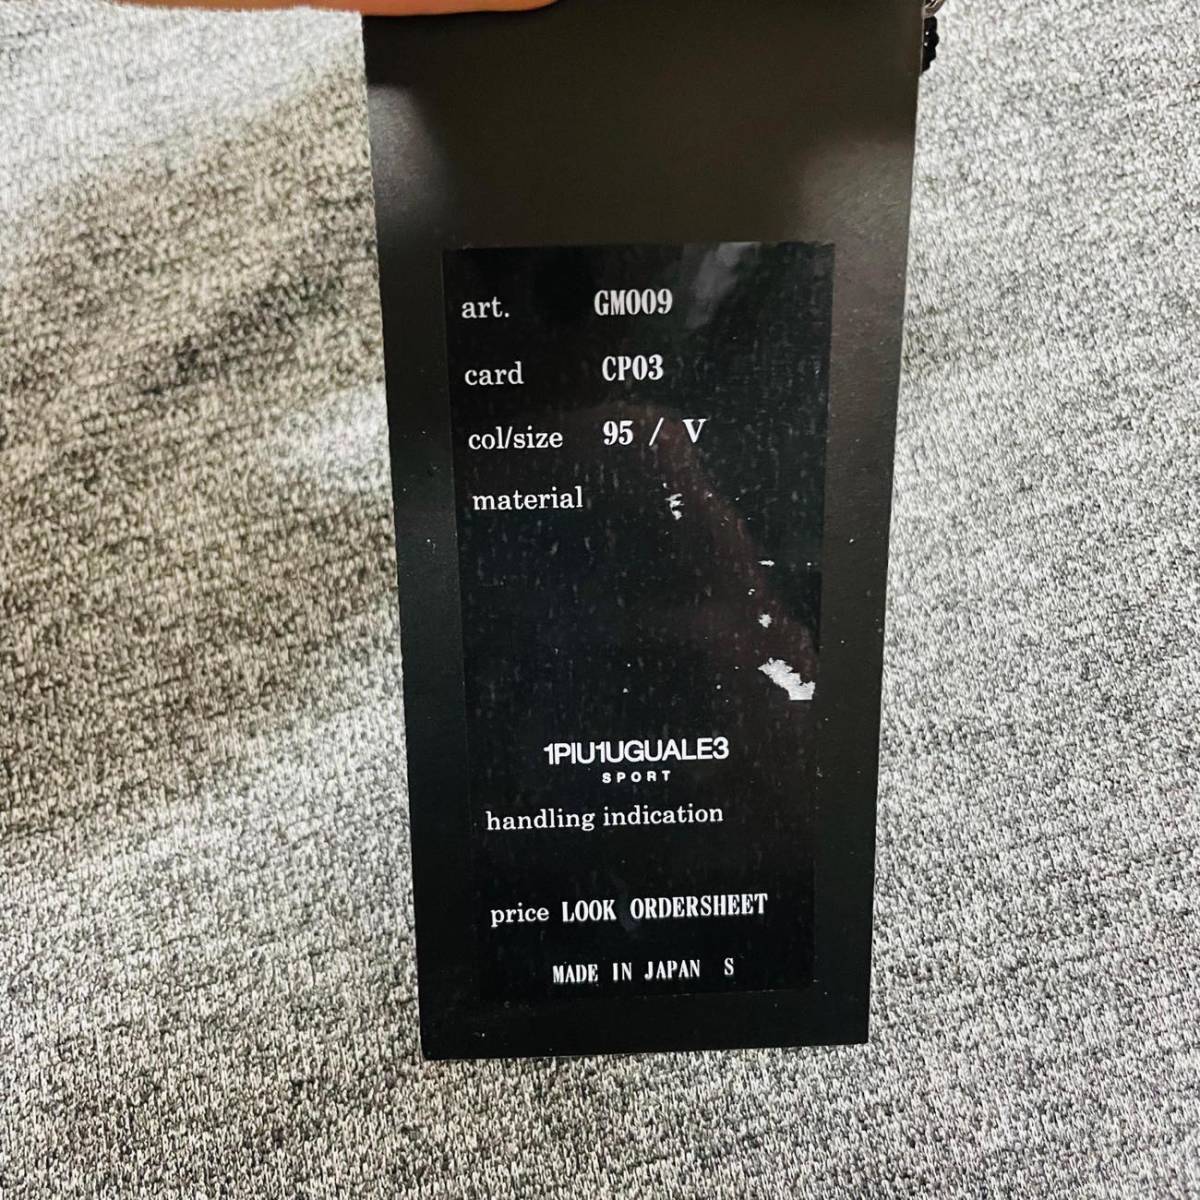 art. GM009
card CP03
col/size 95 / V
material
1PIU1UGUALE3
SPORT
handling indication
price LOOK ORDERSHEET
MADE IN JAPAN S